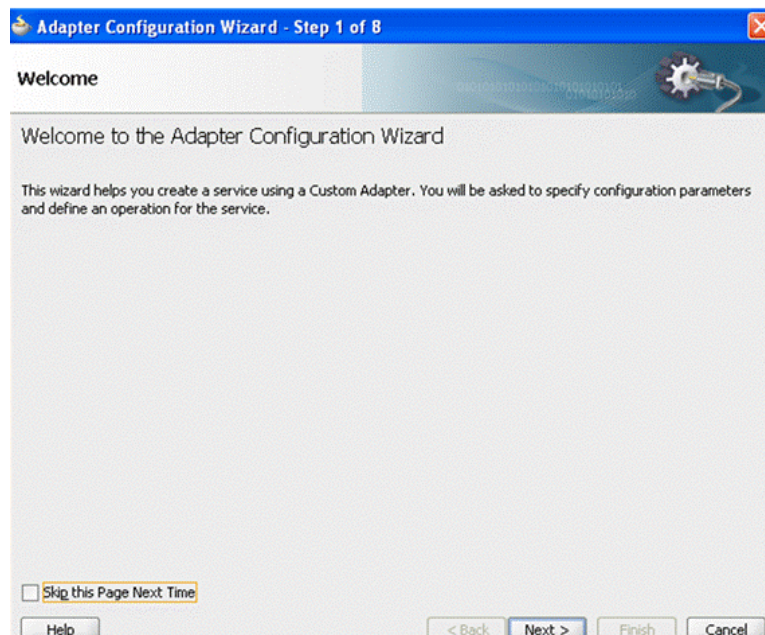 Adapter Configuration Wizard - Step 1 of 8
Welcome
Welcome to the Adapter Configuration Wizard
This wizard helps you create a service using a Custom Adapter. You will be asked to specify configuration parameters
and define an operation for the service.
Skip this Page Next Time
Help
< Back
Next >
Finish
Cancel